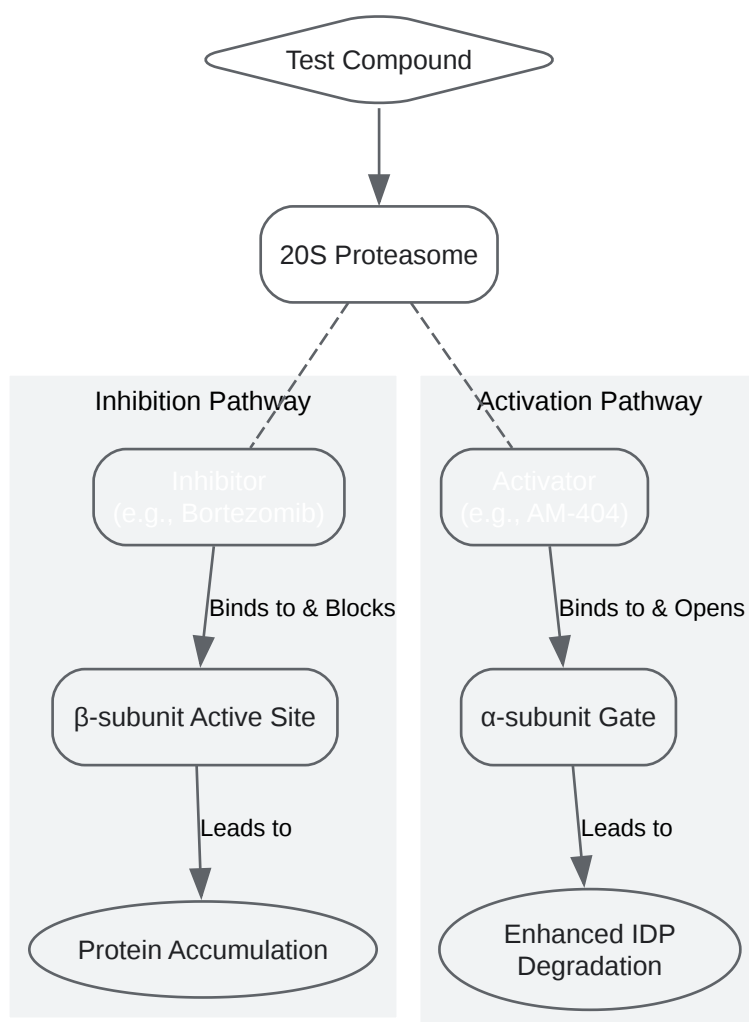 Test Compound
20S Proteasome
Inhibition Pathway
Activation Pathway
Inhibitor
(e.g., Bortezomib)
Activator
(e.g., AM-404)
Binds to & Blocks
Binds to & Opens
β-subunit Active Site
α-subunit Gate
Leads to
Leads to
Protein Accumulation
Enhanced IDP
Degradation